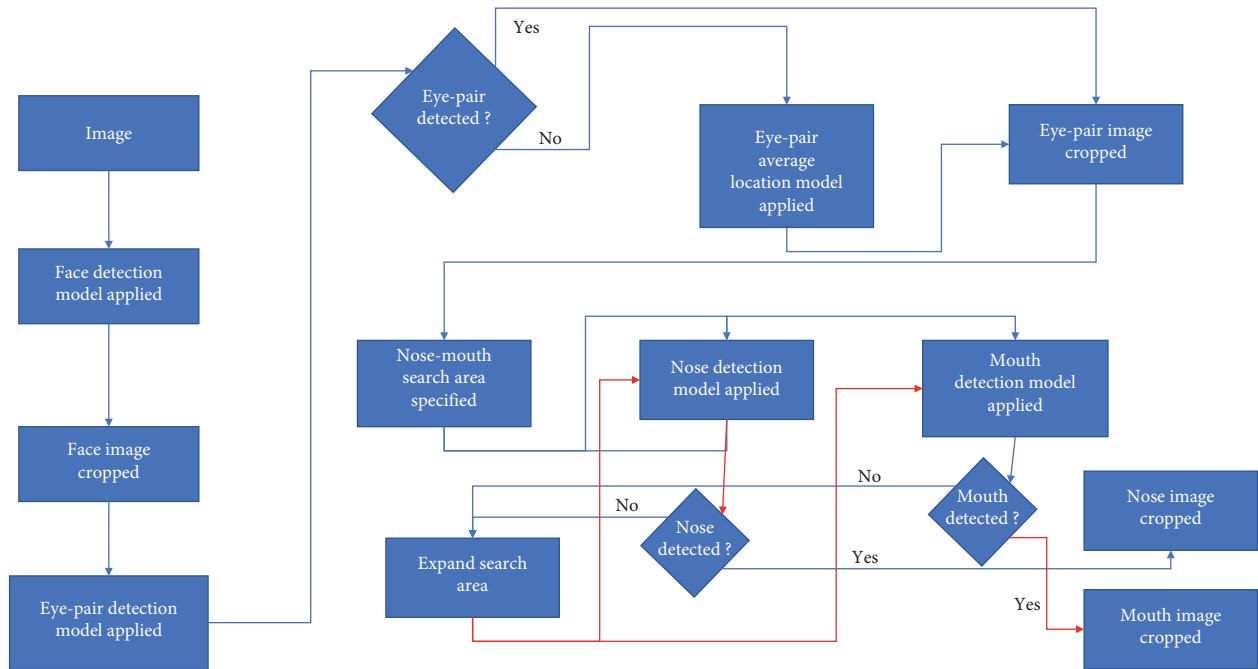 Image
Face detection
model applied
Face image
cropped
Eye-pair detection
model applied
Eye-pair
detected ?
Yes
No
Eye-pair
average
location model
applied
Eye-pair image
cropped
Nose-mouth
search area
specified
Nose detection
model applied
Mouth
detection model
applied
No
No
Expand search
area
Nose
detected ?
Mouth
detected ?
Yes
Yes
Nose image
cropped
Mouth image
cropped